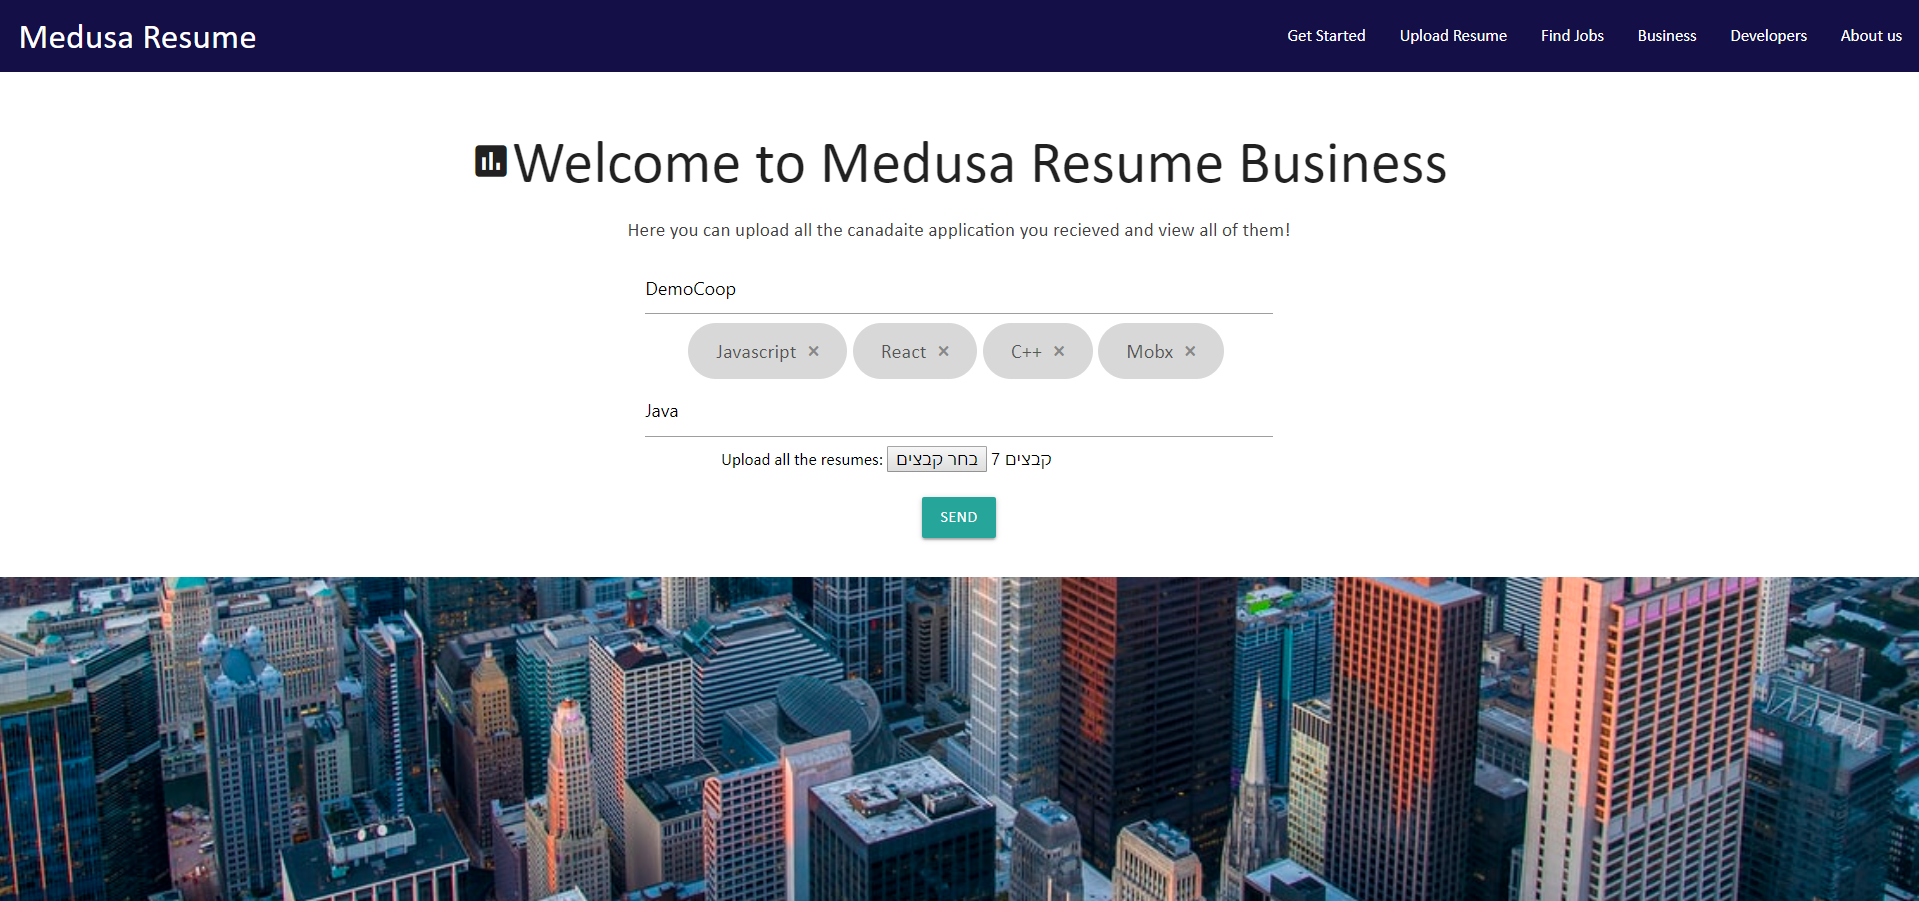 Medusa Resume
Get Started Upload Resume Find Jobs Business Developers About us
Welcome to Medusa Resume Business
Here you can upload all the canadaite application you recieved and view all of them!
DemoCoop
Javascript × React × C++ × Mobx ×
Java
Upload all the resumes: בחר קבצים 7 קבצים
SEND